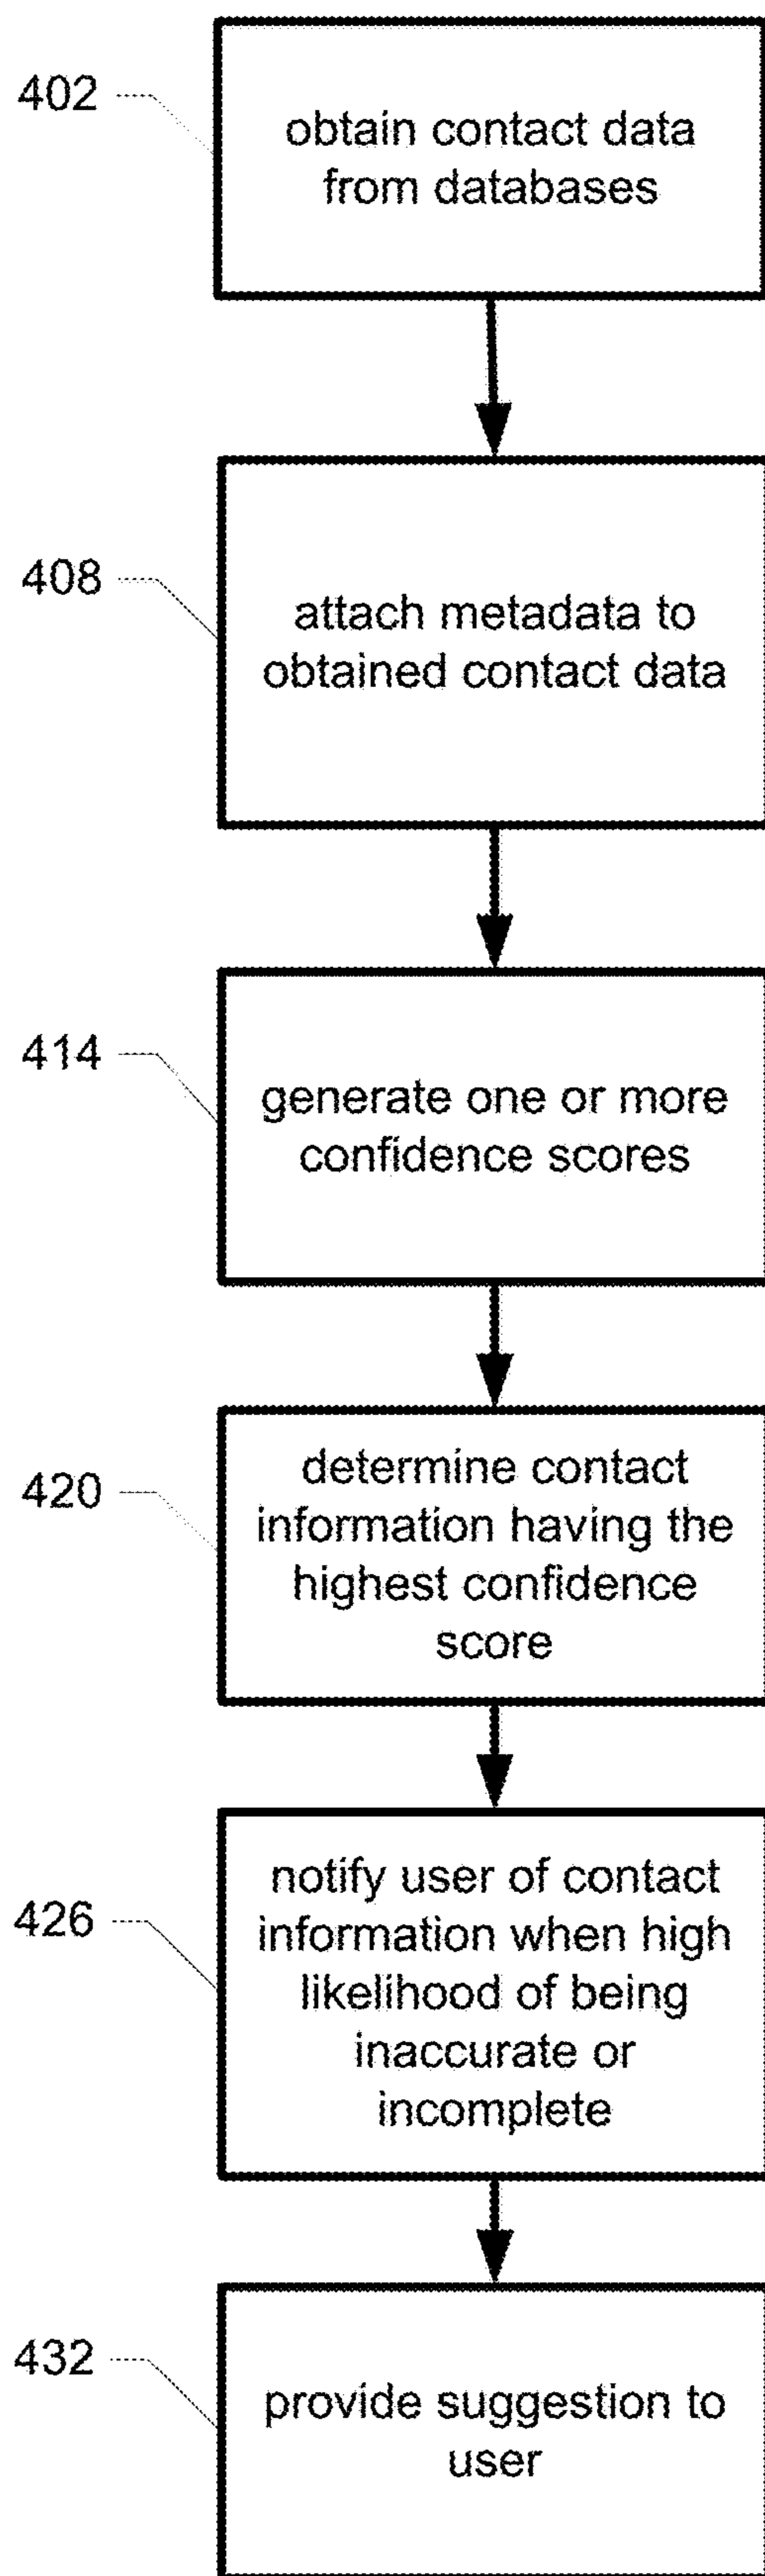 402
obtain contact data
from databases
408
attach metadata to
obtained contact data
414
generate one or more
confidence scores
420
determine contact
information having the
highest confidence
score
426
notify user of contact
information when high
likelihood of being
inaccurate or
incomplete
432
provide suggestion to
user